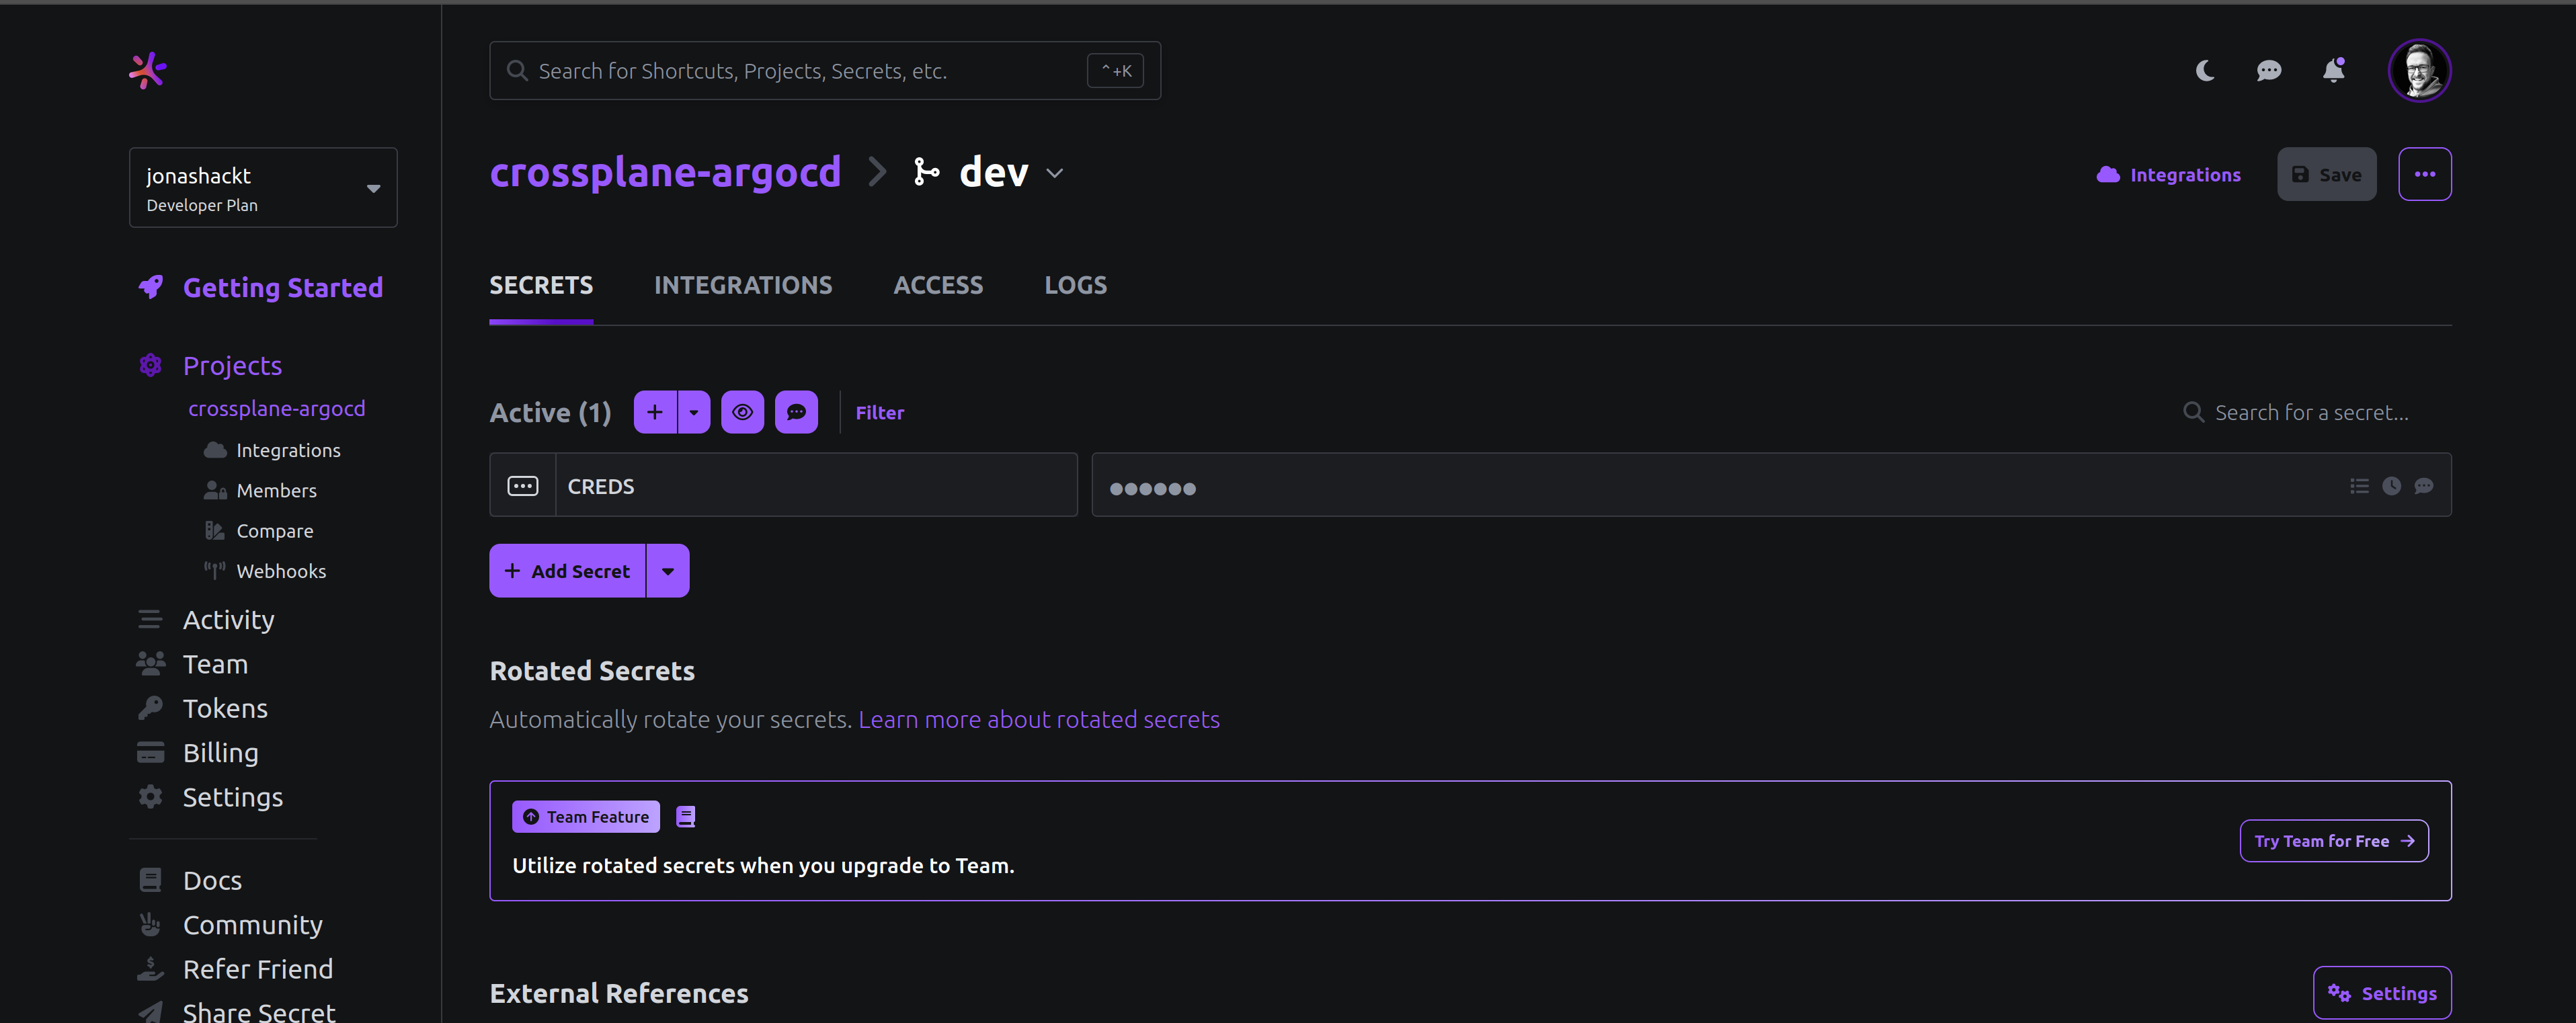 Search for Shortcuts, Projects, Secrets, etc.
⌃+K
jonashackt
Developer Plan
crossplane-argocd
dev
Integrations
Save
Getting Started
SECRETS
INTEGRATIONS
ACCESS
LOGS
Projects
crossplane-argocd
Integrations
Members
Compare
Webhooks
Activity
Team
Tokens
Billing
Settings
Docs
Community
Refer Friend
Share Secret
Active (1)
Filter
Search for a secret...
CREDS
●●●●●●
+ Add Secret
Rotated Secrets
Automatically rotate your secrets. Learn more about rotated secrets
Team Feature
Utilize rotated secrets when you upgrade to Team.
Try Team for Free →
External References
Settings